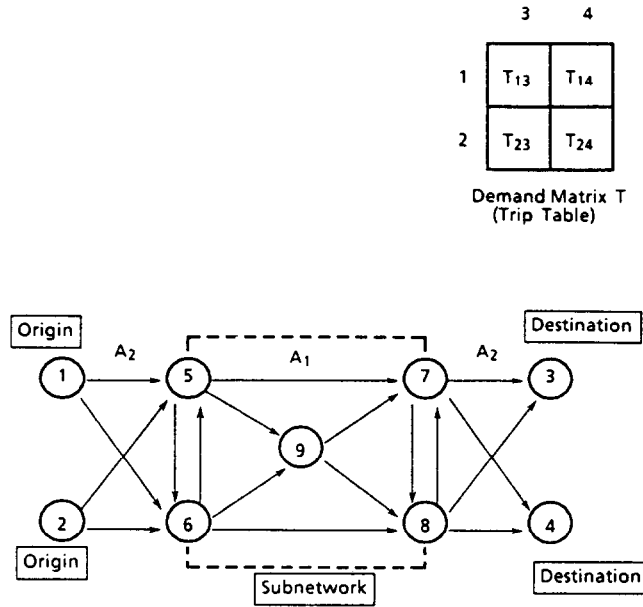 3 4
1 T13 T14
2 T23 T24
Demand Matrix T
(Trip Table)
Origin
Destination
A2 A1 A2
1 5 7 3
9
2 6 8 4
Origin
Destination
Subnetwork